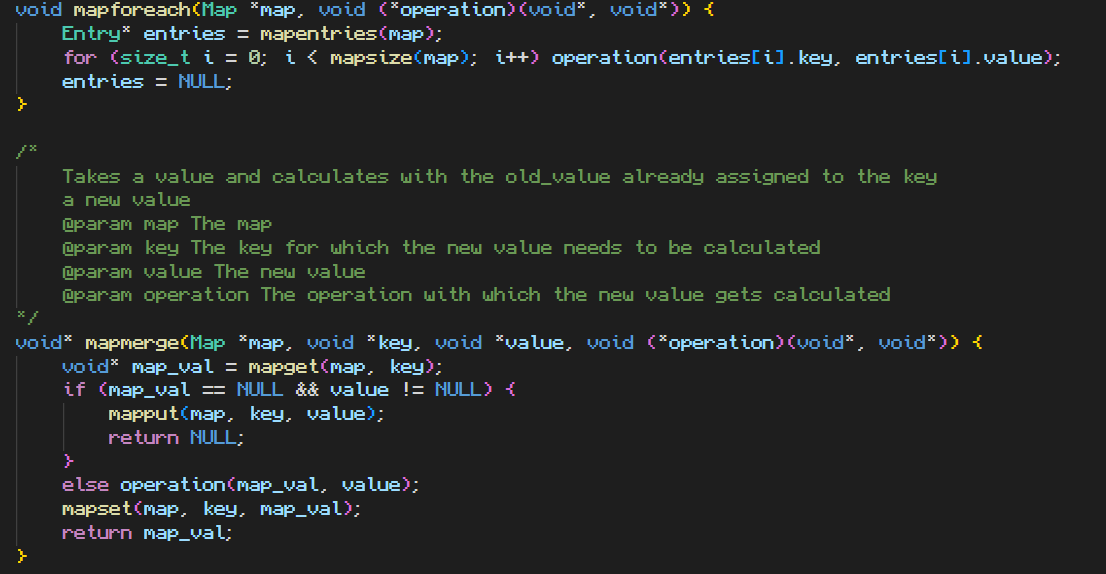 void mapforeach(Map *map, void (*operation)(void*, void*)) {
    Entry* entries = mapentries(map);
    for (size_t i = 0; i < mapsize(map); i++) operation(entries[i].key, entries[i].value);
    entries = NULL;
}

/*
    Takes a value and calculates with the old_value already assigned to the key
    a new value
    @param map The map
    @param key The key for which the new value needs to be calculated
    @param value The new value
    @param operation The operation with which the new value gets calculated
*/
void* mapmerge(Map *map, void *key, void *value, void (*operation)(void*, void*)) {
    void* map_val = mapget(map, key);
    if (map_val == NULL && value != NULL) {
        mapput(map, key, value);
        return NULL;
    }
    else operation(map_val, value);
    mapset(map, key, map_val);
    return map_val;
}